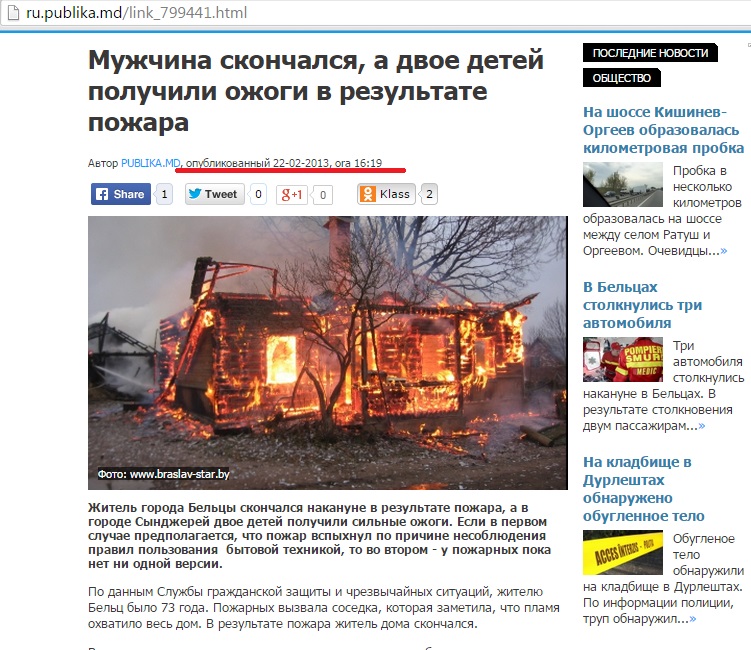 ru.publika.md/link_799441.html
Мужчина скончался, а двое детей
получили ожоги в результате
пожара
Автор PUBLIKA.MD, опубликованный 22-02-2013, ora 16:19
Share 1 Tweet 0 g+1 0 Klass 2
Фото: www.braslav-star.by
Житель города Бельцы скончался накануне в результате пожара, а в
городе Сынджерей двое детей получили сильные ожоги. Если в первом
случае предполагается, что пожар вспыхнул по причине несоблюдения
правил пользования бытовой техникой, то во втором - у пожарных пока
нет ни одной версии.
По данным Службы гражданской защиты и чрезвычайных ситуаций, жителю
Бельц было 73 года. Пожарных вызвала соседка, которая заметила, что пламя
охватило весь дом. В результате пожара житель дома скончался.
ПОСЛЕДНИЕ НОВОСТИ
ОБЩЕСТВО
На шоссе Кишинев-
Оргеев образовалась
километровая пробка
Пробка в
несколько
километров
образовалась на шоссе
между селом Ратуш и
Оргеевом. Очевидцы...»
В Бельцах
столкнулись три
автомобиля
POMPIERI
SMUR
MEDIC
Три
автомобиля
столкнулись
накануне в Бельцах. В
результате столкновения
двум пассажирам...»
На кладбище в
Дурлештах
обнаружено
обугленное тело
ACCES INTERZIS
Обугленое
тело
обнаружили
на кладбище в Дурлештах.
По информации полиции,
труп обнаружил...»